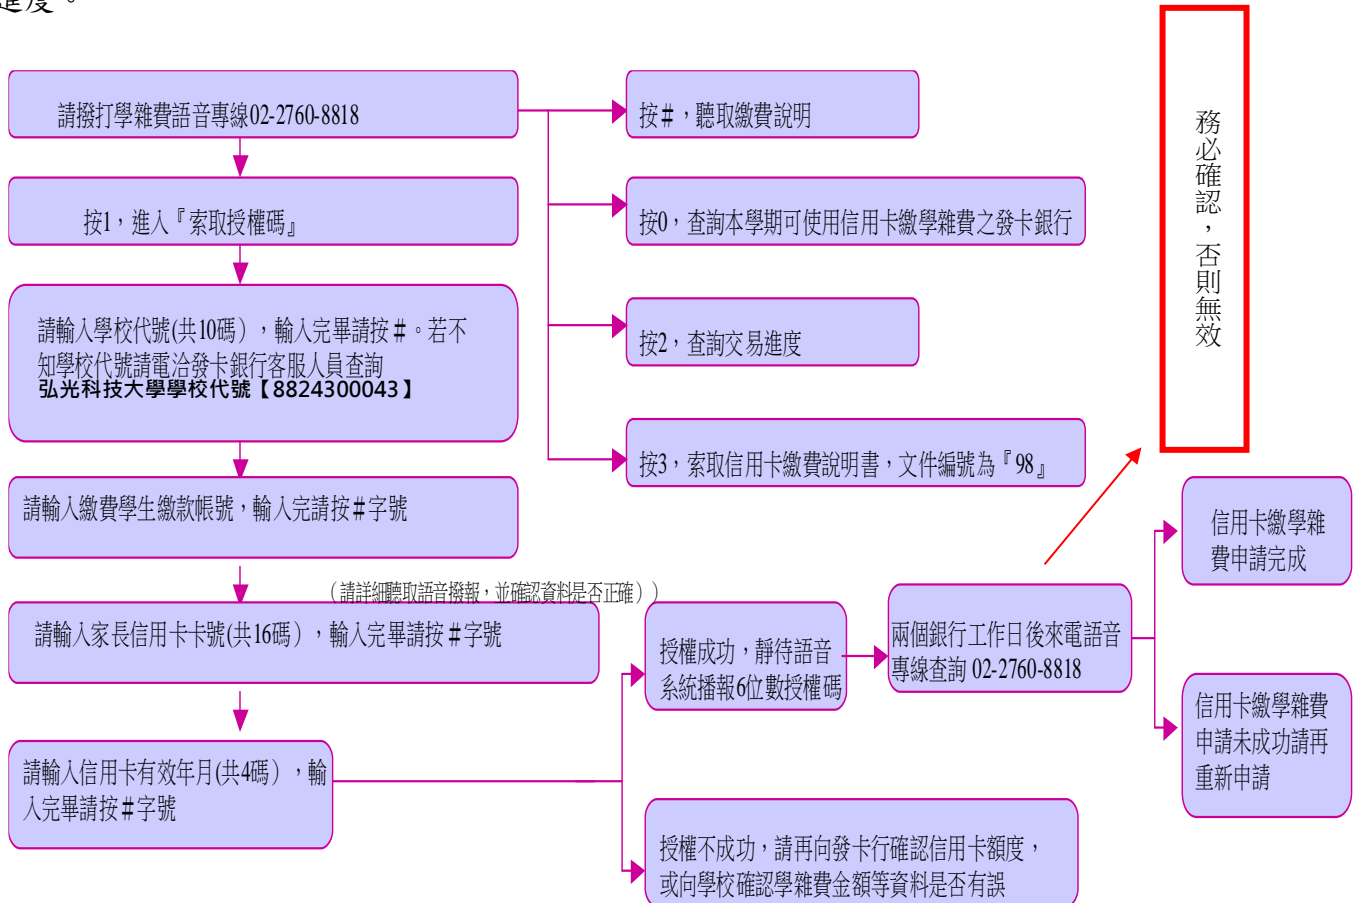 進度。
請撥打學雜費語音專線02-2760-8818
按1，進入『索取授權碼』
請輸入學校代號(共10碼），輸入完畢請按＃。若不
知學校代號請電洽發卡銀行客服人員查詢
弘光科技大學學校代號【8824300043】
請輸入繳費學生繳款帳號，輸入完請按＃字號
（請詳細聽取語音撥報，並確認資料是否正確））
請輸入家長信用卡卡號(共16碼），輸入完畢請按＃字號
請輸入信用卡有效年月(共4碼），輸
入完畢請按＃字號
按＃，聽取繳費說明
按0，查詢本學期可使用信用卡繳學雜費之發卡銀行
按2，查詢交易進度
按3，索取信用卡繳費說明書，文件編號為『98』
授權成功，靜待語音
系統播報6位數授權碼
授權不成功，請再向發卡行確認信用卡額度，
或向學校確認學雜費金額等資料是否有誤
兩個銀行工作日後來電語音
專線查詢 02-2760-8818
務必確認，否則無效
信用卡繳學雜
費申請完成
信用卡繳學雜費
申請未成功請再
重新申請